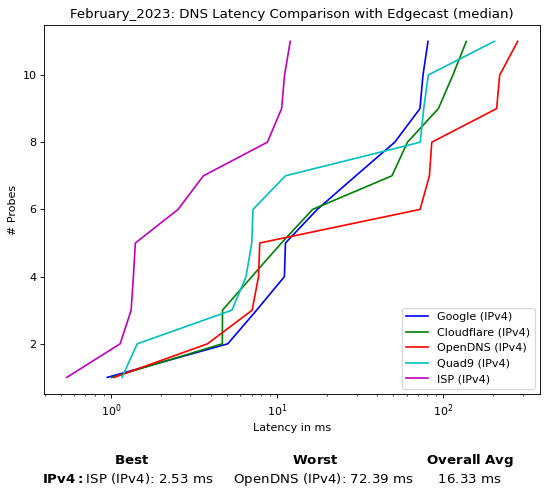 February_2023: DNS Latency Comparison with Edgecast (median)
# Probes
10
8
6
4
2
Google (IPv4)
Cloudflare (IPv4)
OpenDNS (IPv4)
Quad9 (IPv4)
ISP (IPv4)
10⁰ 10¹ 10²
Latency in ms
Best Worst Overall Avg
IPv4: ISP (IPv4): 2.53 ms OpenDNS (IPv4): 72.39 ms 16.33 ms